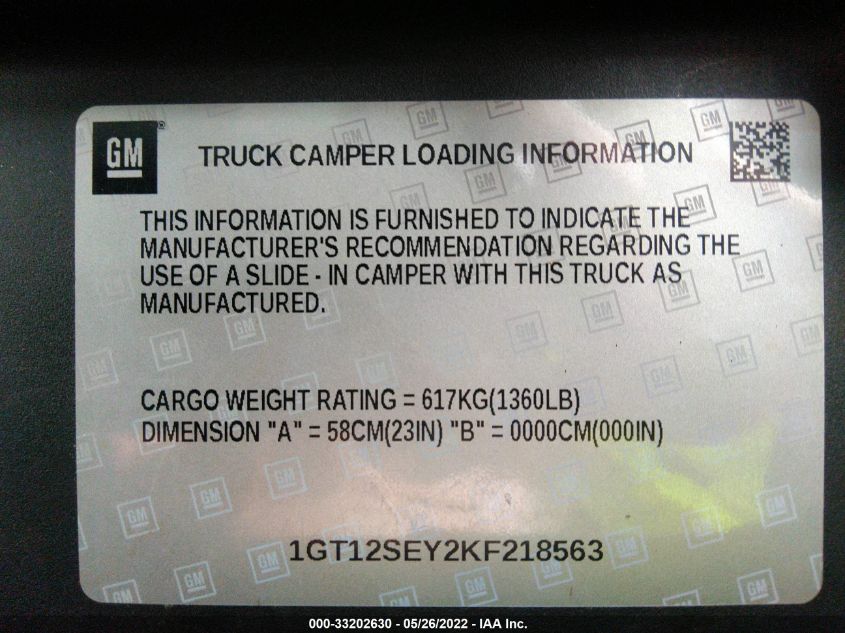 GM
TRUCK CAMPER LOADING INFORMATION
THIS INFORMATION IS FURNISHED TO INDICATE THE
MANUFACTURER'S RECOMMENDATION REGARDING THE
USE OF A SLIDE - IN CAMPER WITH THIS TRUCK AS
MANUFACTURED.
CARGO WEIGHT RATING = 617KG(1360LB)
DIMENSION "A" = 58CM(23IN) "B" = 0000CM(000IN)
1GT12SEY2KF218563
000-33202630 - 05/26/2022 - IAA Inc.